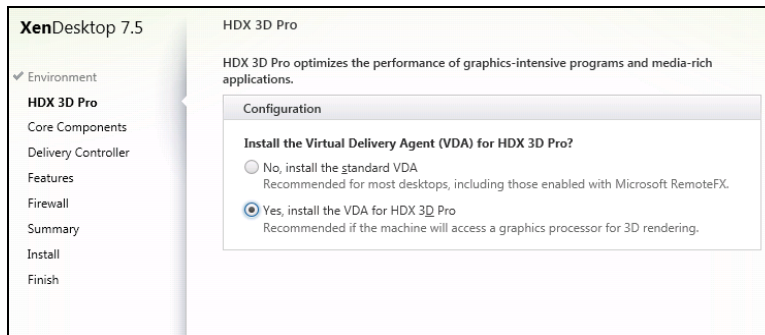 XenDesktop 7.5
Environment
HDX 3D Pro
Core Components
Delivery Controller
Features
Firewall
Summary
Install
Finish
HDX 3D Pro
HDX 3D Pro optimizes the performance of graphics-intensive programs and media-rich
applications.
Configuration
Install the Virtual Delivery Agent (VDA) for HDX 3D Pro?
No, install the standard VDA
Recommended for most desktops, including those enabled with Microsoft RemoteFX.
Yes, install the VDA for HDX 3D Pro
Recommended if the machine will access a graphics processor for 3D rendering.